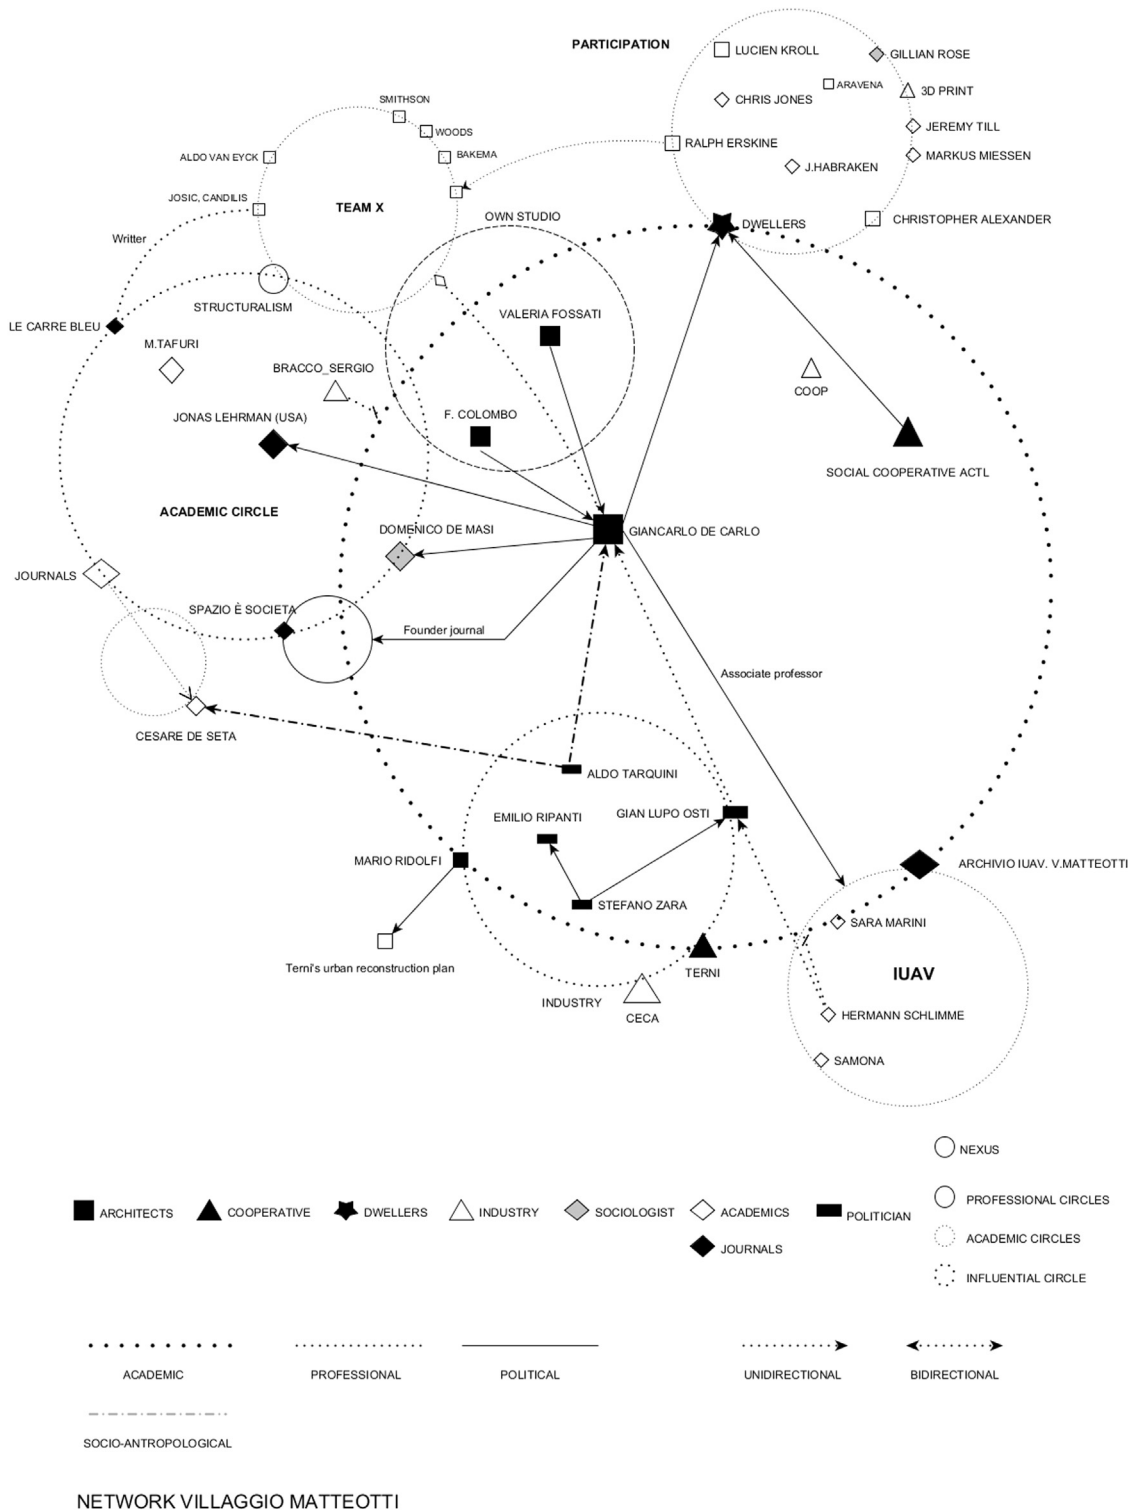 PARTICIPATION
LUCIEN KROLL
GILLIAN ROSE
ARAVENA
3D PRINT
CHRIS JONES
SMITHSON
WOODS
JEREMY TILL
RALPH ERSKINE
ALDO VAN EYCK
BAKEMA
MARKUS MIESSEN
J.HABRAKEN
JOSIC, CANDILIS
TEAM X
OWN STUDIO
CHRISTOPHER ALEXANDER
DWELLERS
Writter
STRUCTURALISM
VALERIA FOSSATI
LE CARRE BLEU
M.TAFURI
BRACCO_SERGIO
COOP
JONAS LEHRMAN (USA)
F. COLOMBO
SOCIAL COOPERATIVE ACTL
ACADEMIC CIRCLE
DOMENICO DE MASI
GIANCARLO DE CARLO
JOURNALS
SPAZIO È SOCIETA
Founder journal
Associate professor
CESARE DE SETA
ALDO TARQUINI
EMILIO RIPANTI
GIAN LUPO OSTI
MARIO RIDOLFI
ARCHIVIO IUAV. V.MATTEOTTI
STEFANO ZARA
SARA MARINI
Terni's urban reconstruction plan
TERNI
IUAV
INDUSTRY
CECA
HERMANN SCHLIMME
SAMONA
NEXUS
PROFESSIONAL CIRCLES
ACADEMIC CIRCLES
INFLUENTIAL CIRCLE
ARCHITECTS
COOPERATIVE
DWELLERS
INDUSTRY
SOCIOLOGIST
ACADEMICS
POLITICIAN
JOURNALS
ACADEMIC
PROFESSIONAL
POLITICAL
UNIDIRECTIONAL
BIDIRECTIONAL
SOCIO-ANTROPOLOGICAL
NETWORK VILLAGGIO MATTEOTTI